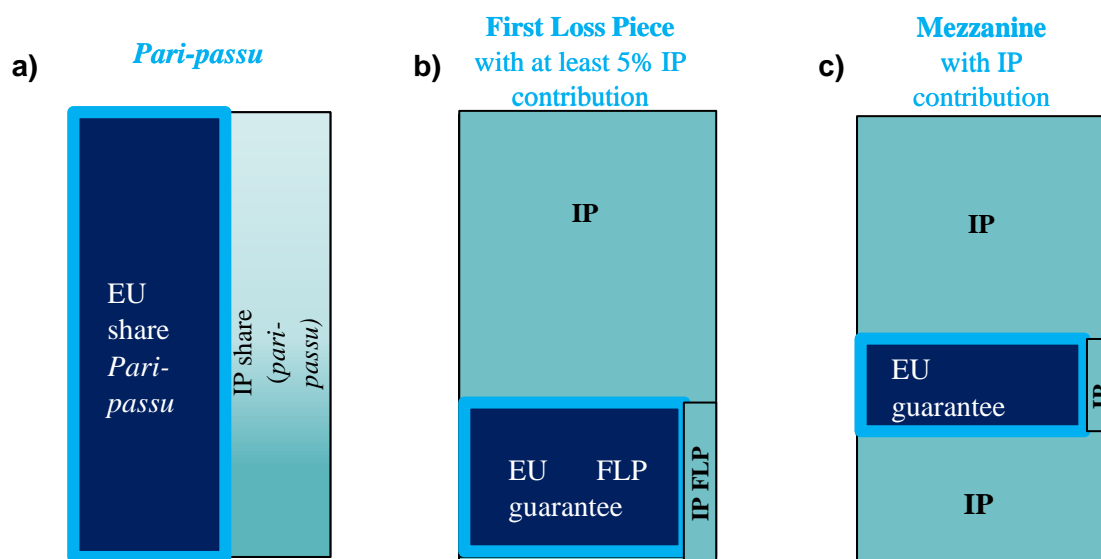 a)
Pari-passu
EU
share
Pari-
passu
IP share
(pari-
passu)
b)
First Loss Piece
with at least 5% IP
contribution
IP
EU FLP
guarantee
IP FLP
c)
Mezzanine
with IP
contribution
IP
EU
guarantee
IP
IP